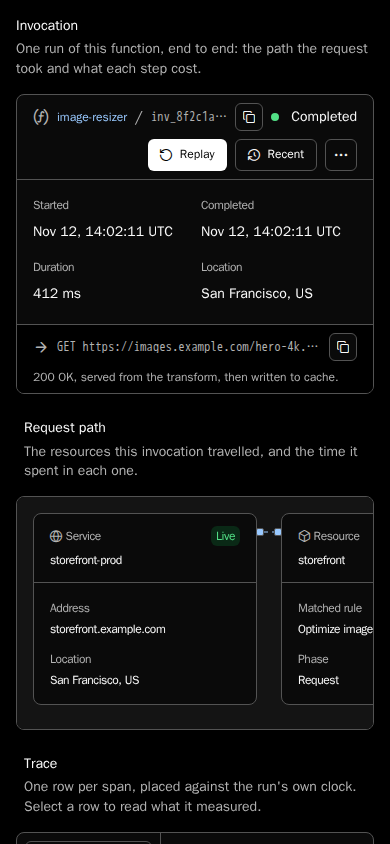 Invocation
One run of this function, end to end: the path the request
took and what each step cost.
image-resizer / inv_8f2c1a··· Completed
Replay Recent ···
Started Completed
Nov 12, 14:02:11 UTC Nov 12, 14:02:11 UTC
Duration Location
412 ms San Francisco, US
→ GET https://images.example.com/hero-4k.···
200 OK, served from the transform, then written to cache.
Request path
The resources this invocation travelled, and the time it
spent in each one.
Service Live Resource
storefront-prod storefront
Address Matched rule
storefront.example.com Optimize image
Location Phase
San Francisco, US Request
Trace
One row per span, placed against the run's own clock.
Select a row to read what it measured.